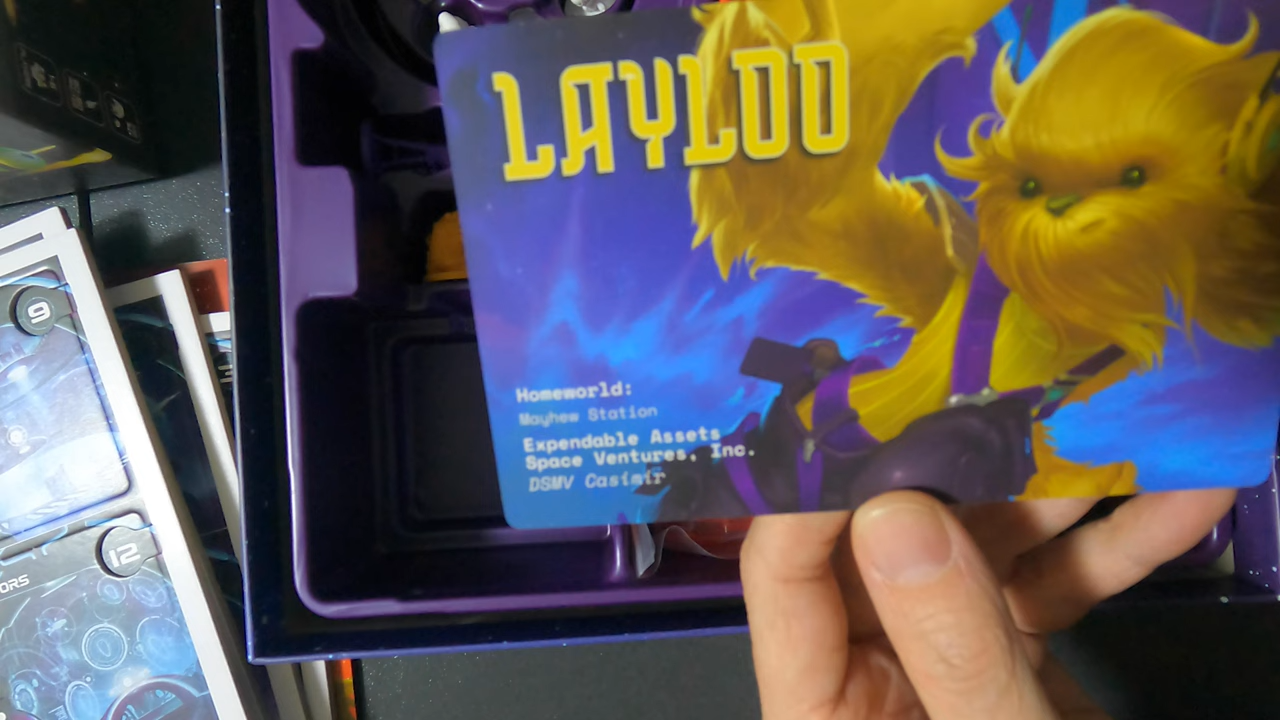 LAYLOO
Homeworld:
Mayhew Station
Expendable Assets
Space Ventures, Inc.
DSMV Casimir
9
12
ORS